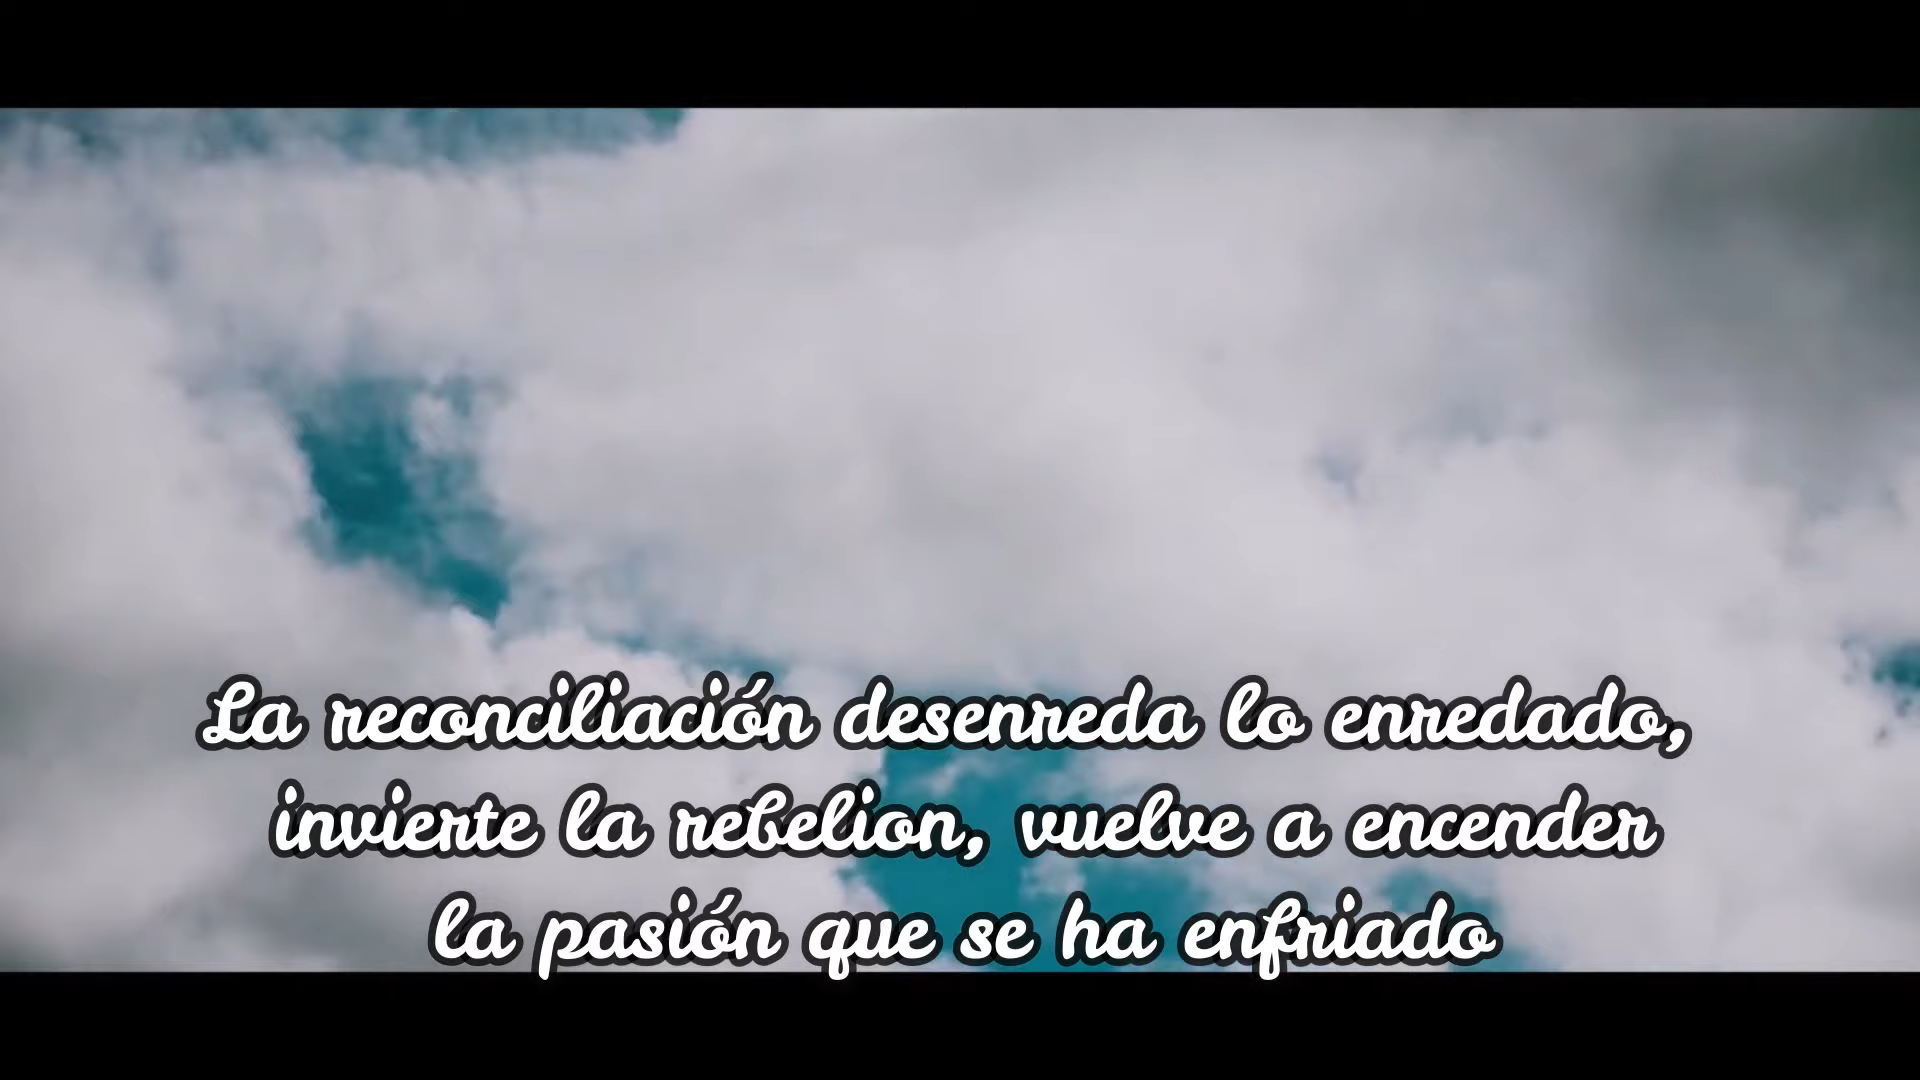 La reconciliación desenreda lo enredado,
invierte la rebelion, vuelve a encender
la pasión que se ha enfriado